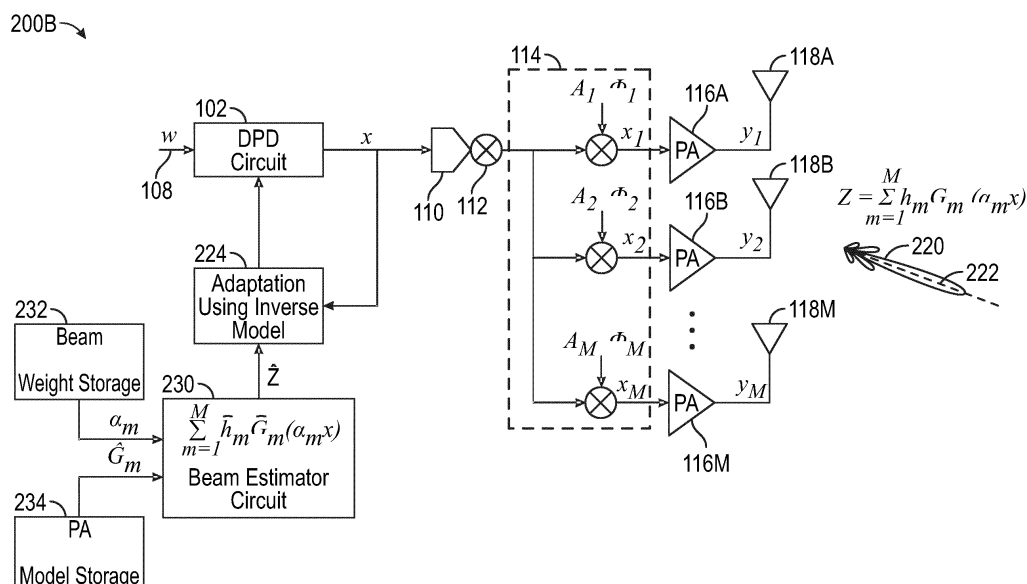 200B
114
118A
A1 Φ1
116A
102
w
DPD
Circuit
x
x1
PA
y1
108
110
112
118B
A2 Φ2
116B
x2
PA
y2
Z = Σ hm Gm (αm x)
M
m=1
220
222
224
Adaptation
Using Inverse
Model
232
Beam
Weight Storage
Ẑ
230
118M
AM ΦM
xM
PA
yM
116M
αm
Ĝm
M
Σ h̄m Ḡm(αm x)
m=1
Beam Estimator
Circuit
234
PA
Model Storage